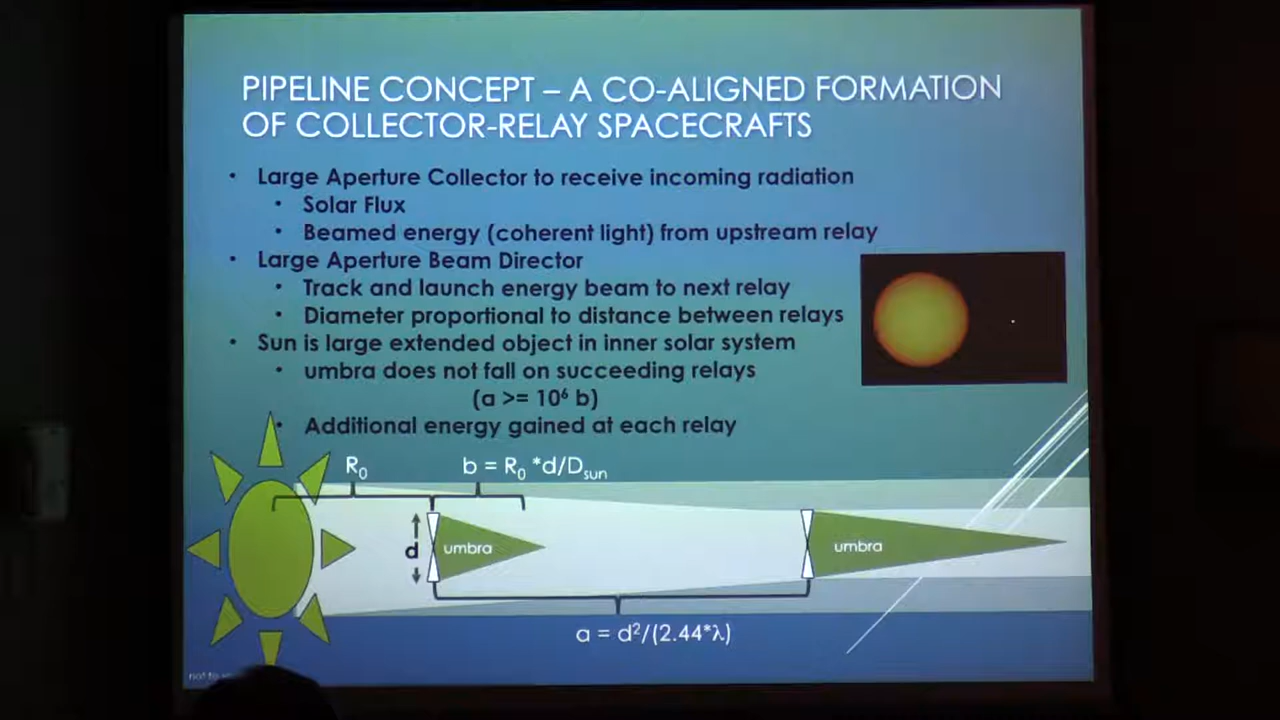 PIPELINE CONCEPT – A CO-ALIGNED FORMATION
OF COLLECTOR-RELAY SPACECRAFTS
• Large Aperture Collector to receive incoming radiation
• Solar Flux
• Beamed energy (coherent light) from upstream relay
• Large Aperture Beam Director
• Track and launch energy beam to next relay
• Diameter proportional to distance between relays
• Sun is large extended object in inner solar system
• umbra does not fall on succeeding relays
(a >= 10⁶ b)
• Additional energy gained at each relay
R₀
b = R₀ *d/Dsun
d
umbra
umbra
a = d²/(2.44*λ)
not to